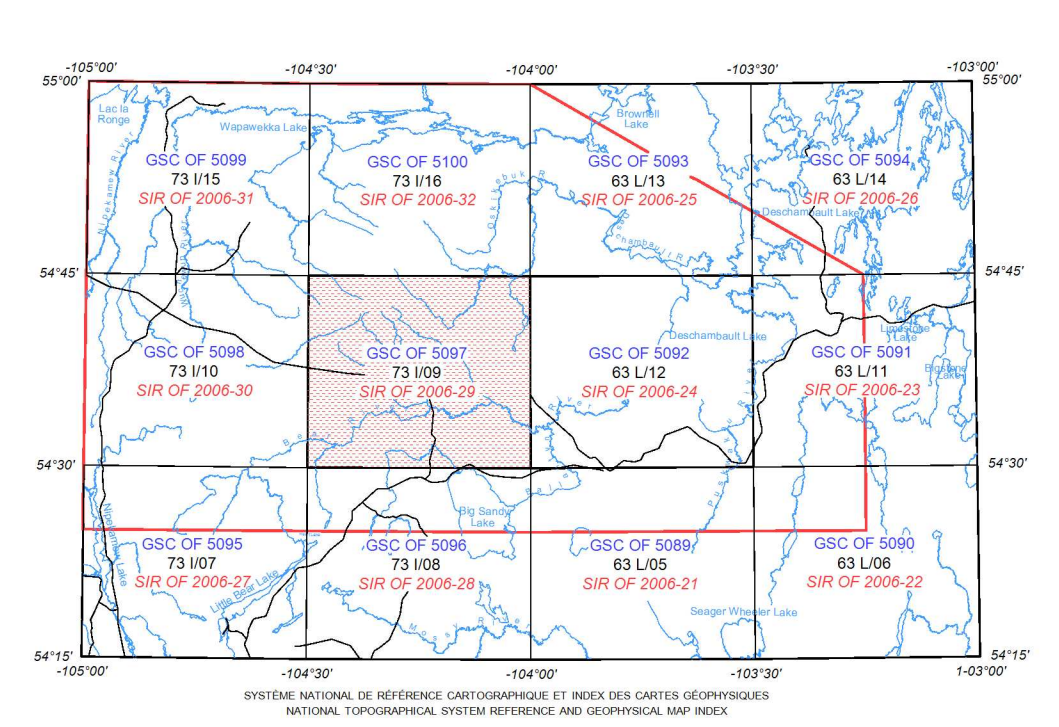 -105°00' -104°30' -104°00' -103°30' -103°00'
55°00' 55°00'
Lac la
Ronge
Wapawekka Lake
Brownell
Lake
Nipekamew River
GSC OF 5099
73 I/15
SIR OF 2006-31
GSC OF 5100
73 I/16
SIR OF 2006-32
GSC OF 5093
63 L/13
SIR OF 2006-25
GSC OF 5094
63 L/14
SIR OF 2006-26
Deschambault Lake
54°45' 54°45'
GSC OF 5098
73 I/10
SIR OF 2006-30
GSC OF 5097
73 I/09
SIR OF 2006-29
Deschambault Lake
GSC OF 5092
63 L/12
SIR OF 2006-24
Limestone
Lake
GSC OF 5091
63 L/11
SIR OF 2006-23
River
54°30' 54°30'
Big Sandy
Lake
Nipekamew Lake
GSC OF 5095
73 I/07
SIR OF 2006-27
Little Bear Lake
GSC OF 5096
73 I/08
SIR OF 2006-28
Mossy River
GSC OF 5089
63 L/05
SIR OF 2006-21
GSC OF 5090
63 L/06
SIR OF 2006-22
Seager Wheeler Lake
54°15' 54°15'
-105°00' -104°30' -104°00' -103°30' 1-03°00'
SYSTÈME NATIONAL DE RÉFÉRENCE CARTOGRAPHIQUE ET INDEX DES CARTES GÉOPHYSIQUES
NATIONAL TOPOGRAPHICAL SYSTEM REFERENCE AND GEOPHYSICAL MAP INDEX